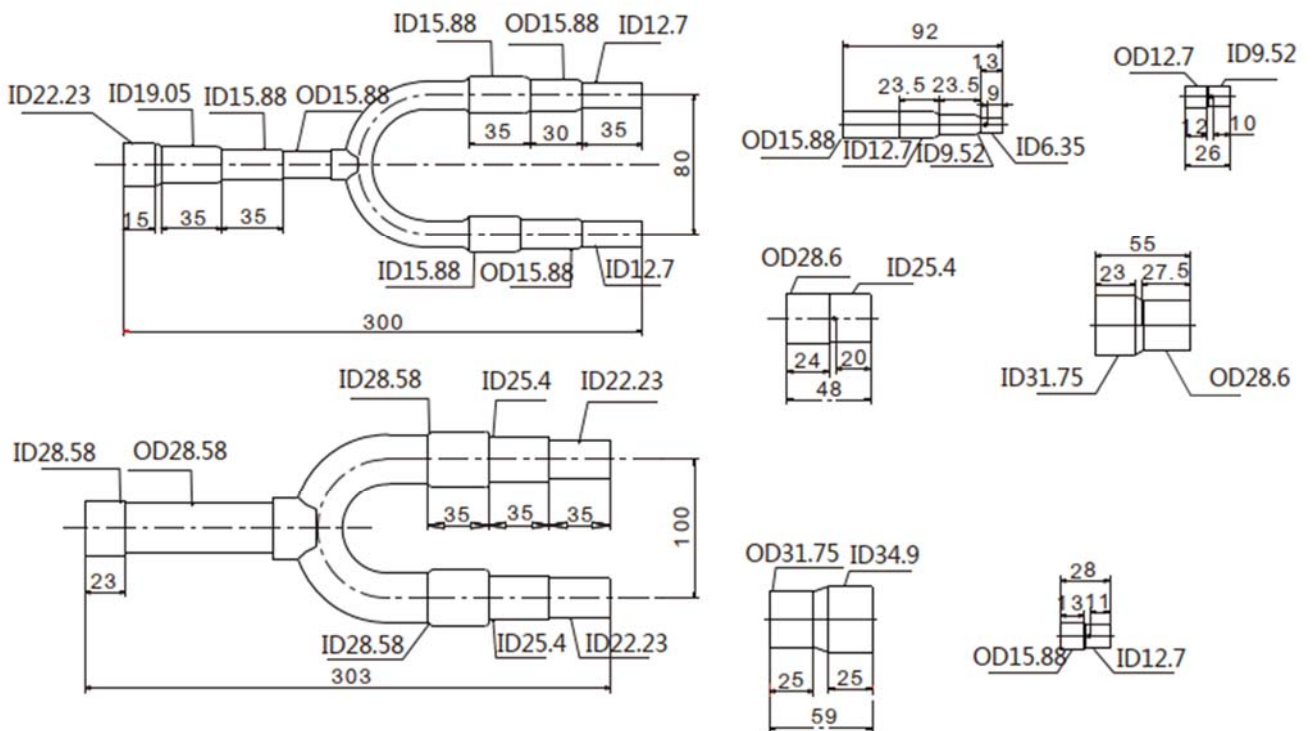 ID15.88 OD15.88 ID12.7
ID22.23 ID19.05 ID15.88 OD15.88
35 30 35
80
15 35 35
ID15.88 OD15.88 ID12.7
300
92
13
23.5 23.5 9
OD15.88 ID12.7 ID9.52 ID6.35
OD12.7 ID9.52
12 10
26
OD28.6 ID25.4
24 20
48
55
23 27.5
ID31.75 OD28.6
ID28.58 ID25.4 ID22.23
ID28.58 OD28.58
35 35 35
100
23
ID28.58 ID25.4 ID22.23
303
OD31.75 ID34.9
25 25
59
28
13 11
OD15.88 ID12.7